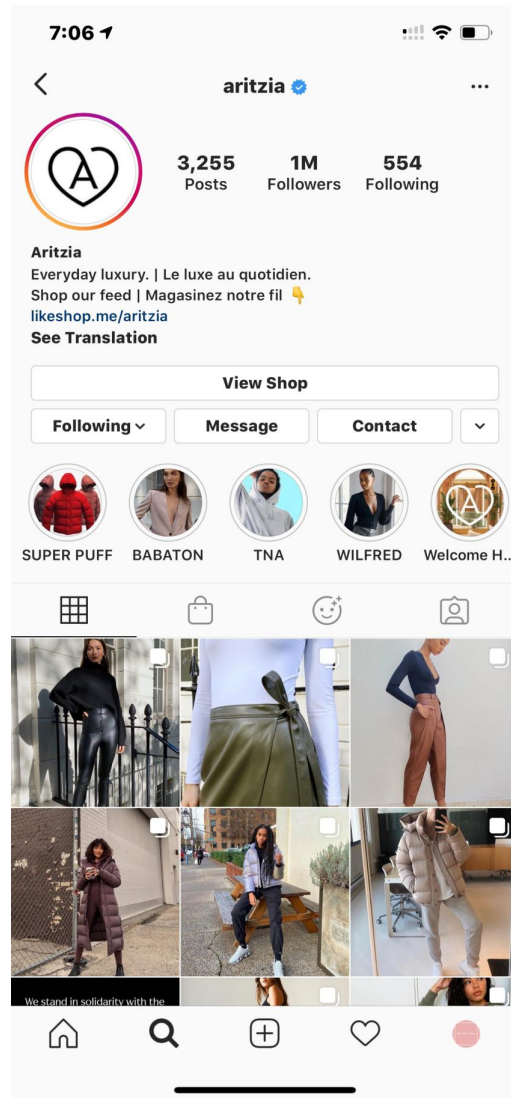 7:06
aritzia
A
3,255 1M 554
Posts Followers Following
Aritzia
Everyday luxury. | Le luxe au quotidien.
Shop our feed | Magasinez notre fil 👇
likeshop.me/aritzia
See Translation
View Shop
Following Message Contact
A
SUPER PUFF BABATON TNA WILFRED Welcome H...
We stand in solidarity with the